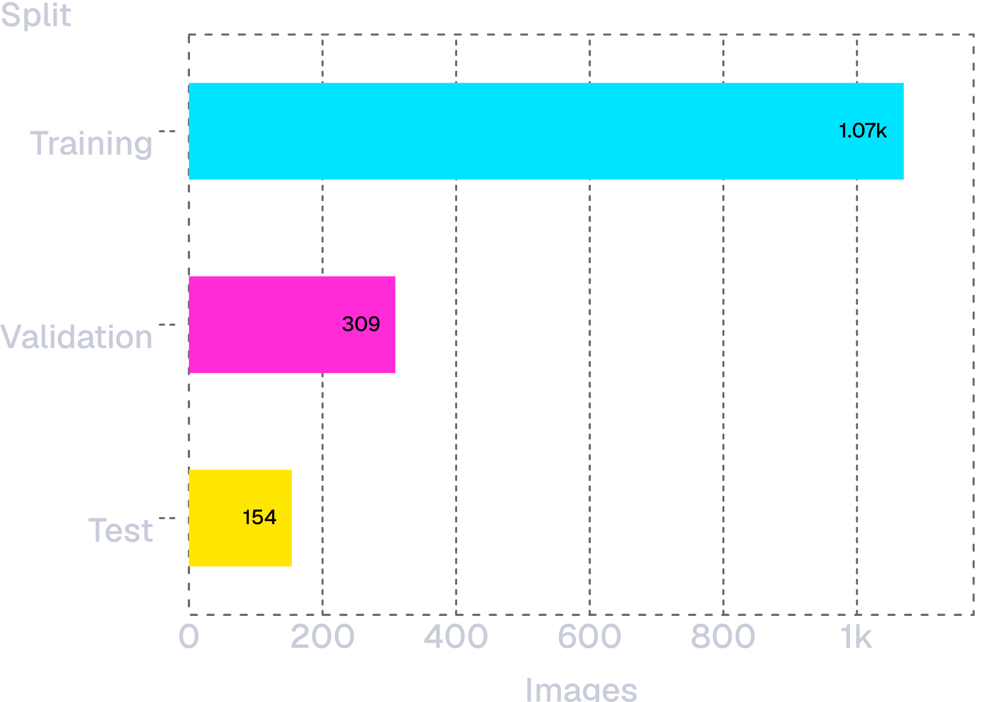 Split
Training
1.07k
Validation
309
Test
154
0 200 400 600 800 1k
Images